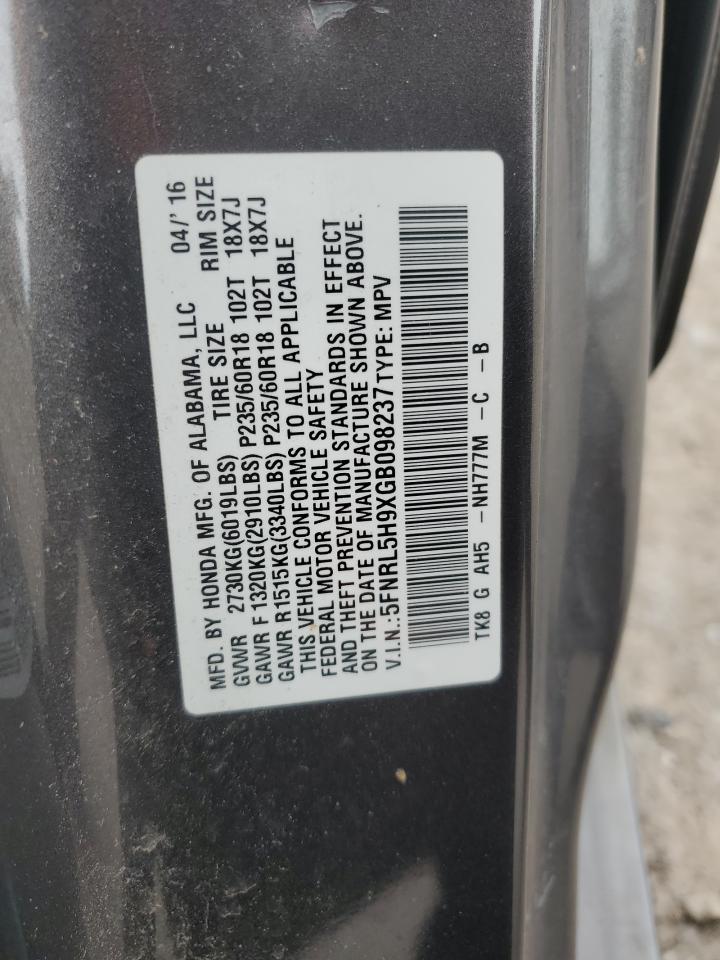 MFD. BY HONDA MFG. OF ALABAMA, LLC 04/'16
GVWR 2730KG(6019LBS) TIRE SIZE RIM SIZE
GAWR F 1320KG(2910LBS) P235/60R18 102T 18X7J
GAWR R 1515KG(3340LBS) P235/60R18 102T 18X7J
THIS VEHICLE CONFORMS TO ALL APPLICABLE
FEDERAL MOTOR VEHICLE SAFETY
AND THEFT PREVENTION STANDARDS IN EFFECT
ON THE DATE OF MANUFACTURE SHOWN ABOVE.
V.I.N.:5FNRL5H9XGB098237 TYPE: MPV
TK8 G AH5 -NH777M -C -B